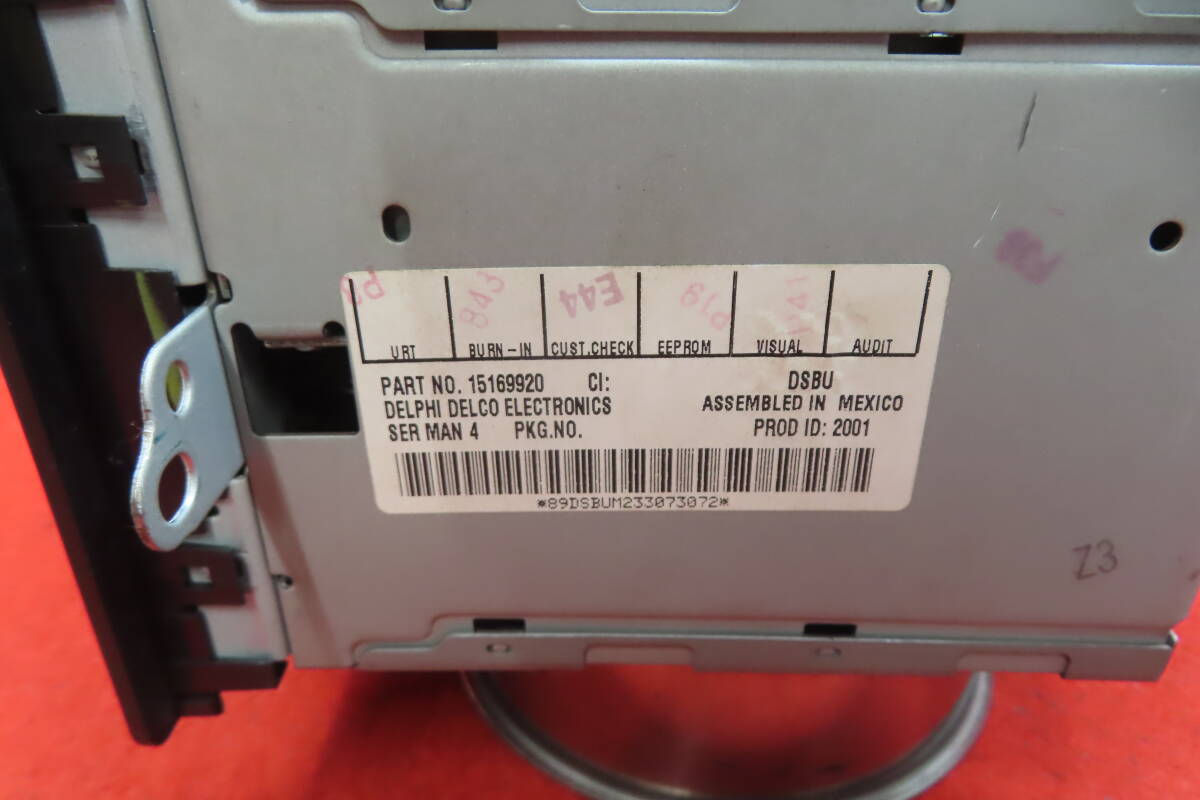 P3 843 E44 P19
URT BURN-IN CUST.CHECK EEPROM VISUAL AUDIT
PART NO. 15169920 CI: DSBU
DELPHI DELCO ELECTRONICS ASSEMBLED IN MEXICO
SER MAN 4 PKG.NO. PROD ID: 2001
*89DSBUM233073072*
Z3